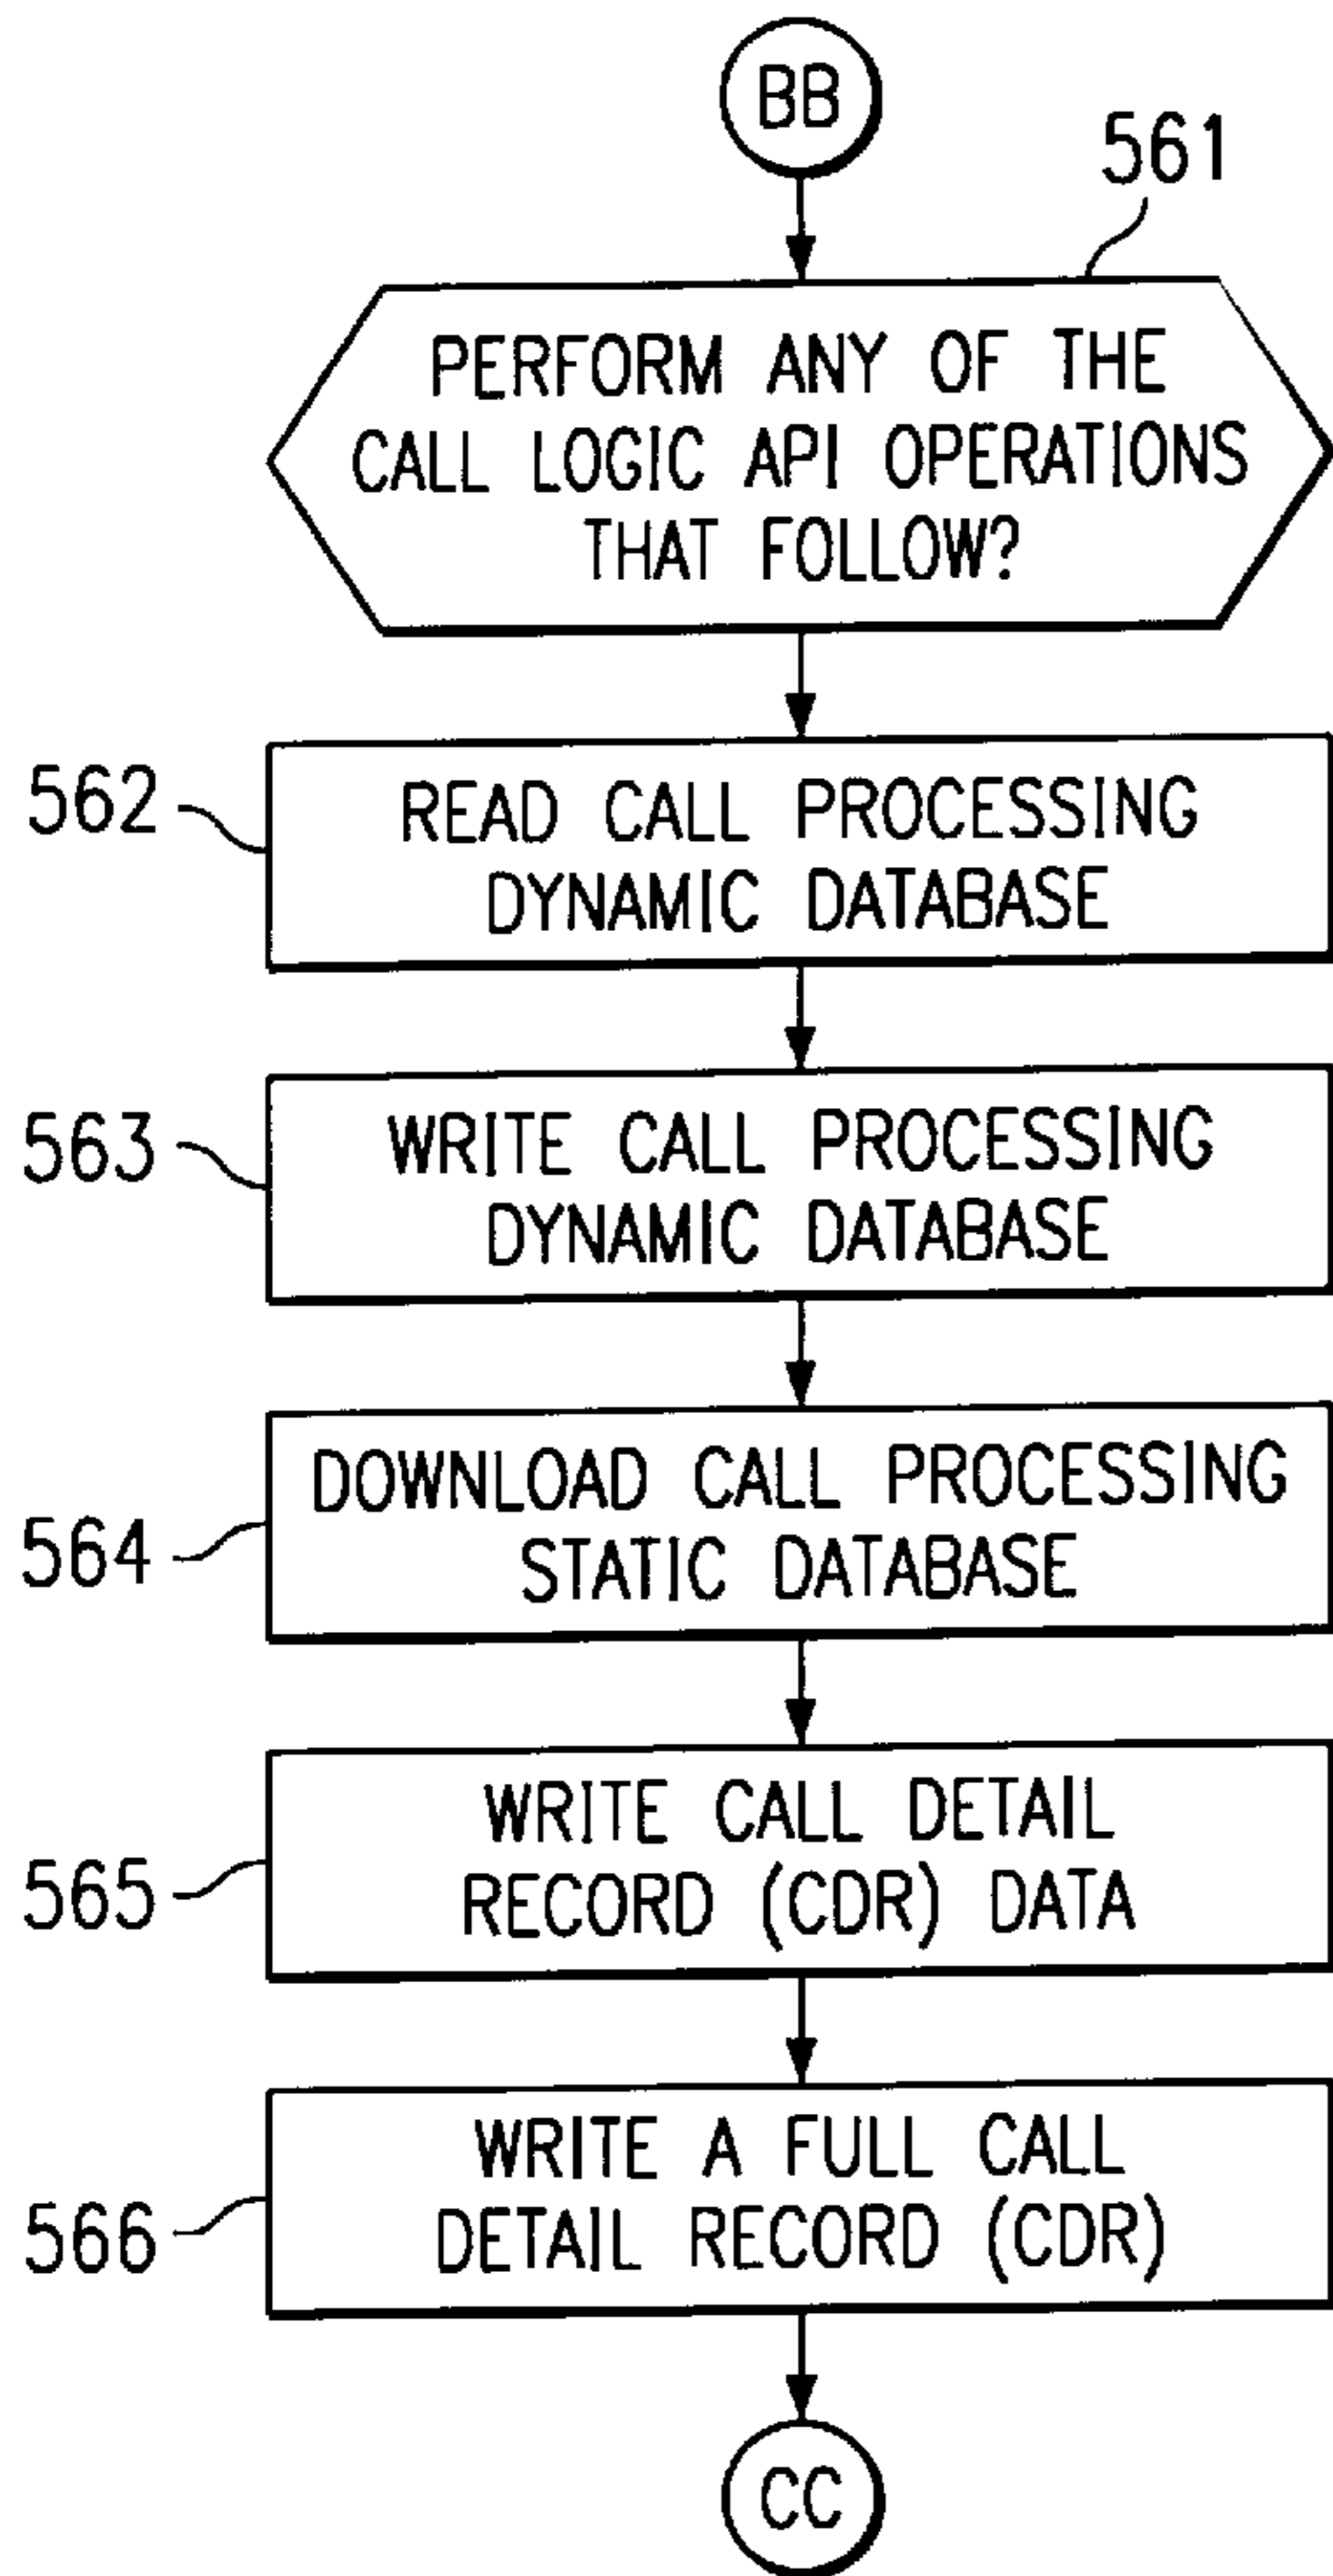 BB
561
PERFORM ANY OF THE
CALL LOGIC API OPERATIONS
THAT FOLLOW?
562
READ CALL PROCESSING
DYNAMIC DATABASE
563
WRITE CALL PROCESSING
DYNAMIC DATABASE
564
DOWNLOAD CALL PROCESSING
STATIC DATABASE
565
WRITE CALL DETAIL
RECORD (CDR) DATA
566
WRITE A FULL CALL
DETAIL RECORD (CDR)
CC